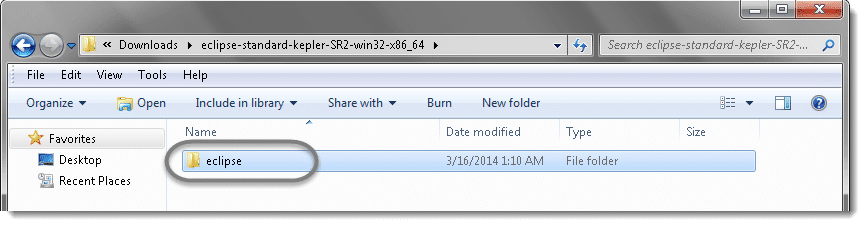 « Downloads ▸ eclipse-standard-kepler-SR2-win32-x86_64 ▸ Search eclipse-standard-kepler-SR2-...
File Edit View Tools Help
Organize Open Include in library Share with Burn New folder
Favorites Name Date modified Type Size
Desktop eclipse 3/16/2014 1:10 AM File folder
Recent Places